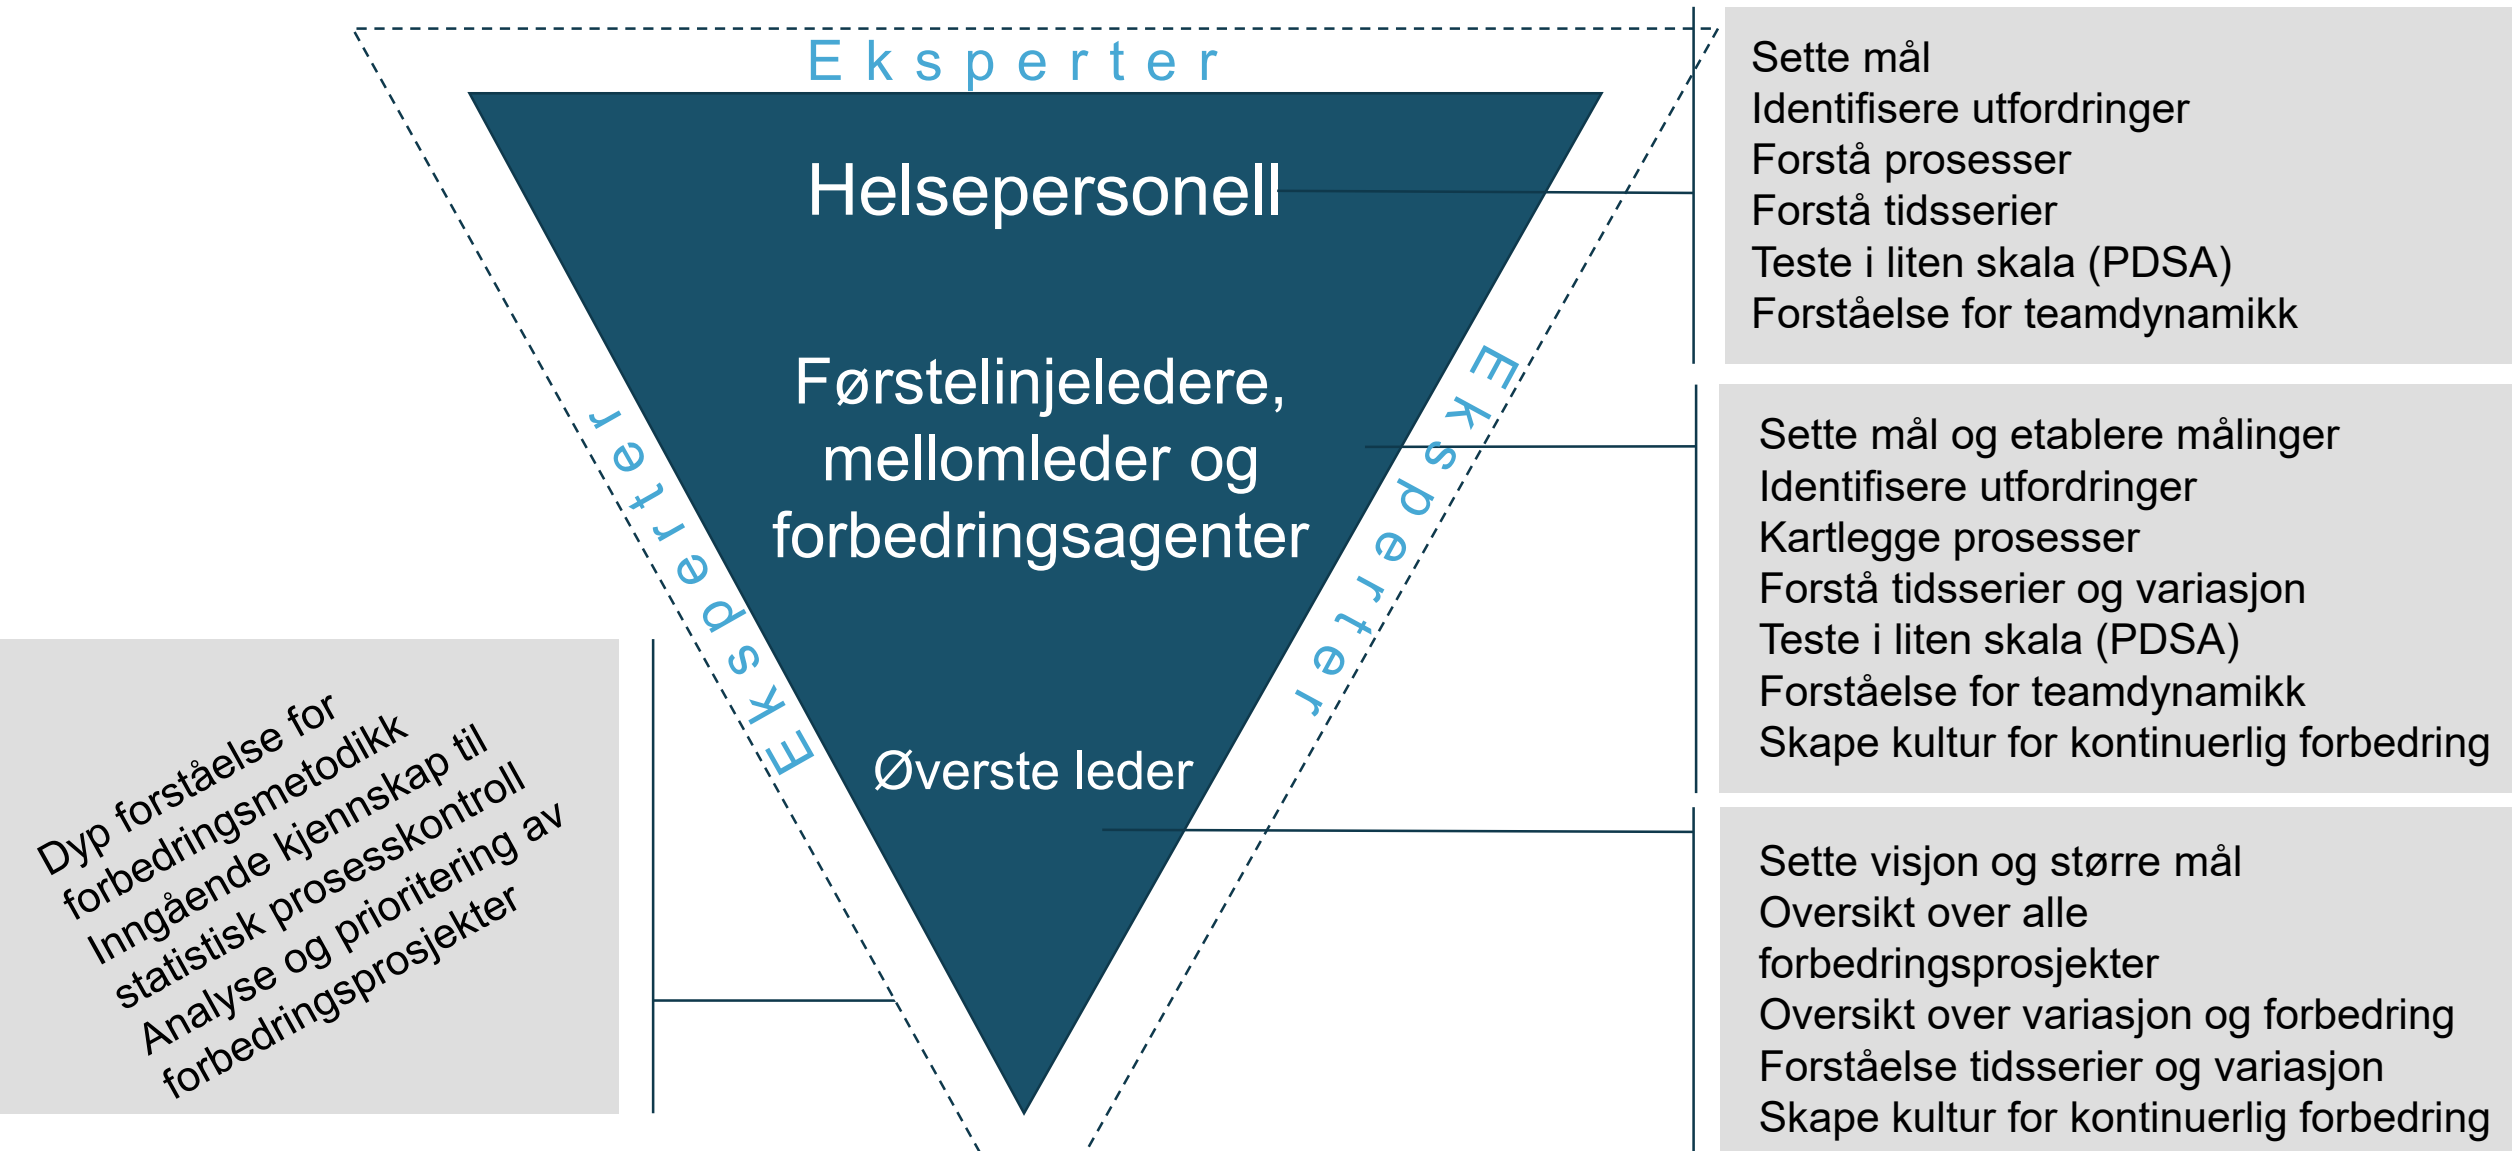 Eksperter
Helsepersonell
Førstelinjeledere,
mellomleder og
forbedringsagenter
Øverste leder
Eksperter
Eksperter
Sette mål
Identifisere utfordringer
Forstå prosesser
Forstå tidsserier
Teste i liten skala (PDSA)
Forståelse for teamdynamikk
Sette mål og etablere målinger
Identifisere utfordringer
Kartlegge prosesser
Forstå tidsserier og variasjon
Teste i liten skala (PDSA)
Forståelse for teamdynamikk
Skape kultur for kontinuerlig forbedring
Sette visjon og større mål
Oversikt over alle
forbedringsprosjekter
Oversikt over variasjon og forbedring
Forståelse tidsserier og variasjon
Skape kultur for kontinuerlig forbedring
Dyp forståelse for
forbedringsmetodikk
Inngående kjennskap til
statistisk prosesskontroll
Analyse og prioritering av
forbedringsprosjekter